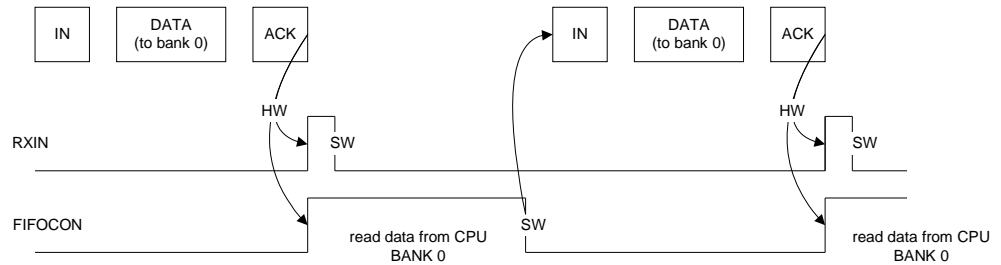 IN
DATA
(to bank 0)
ACK
IN
DATA
(to bank 0)
ACK
HW
HW
RXIN
SW
SW
FIFOCON
SW
read data from CPU
BANK 0
read data from CPU
BANK 0